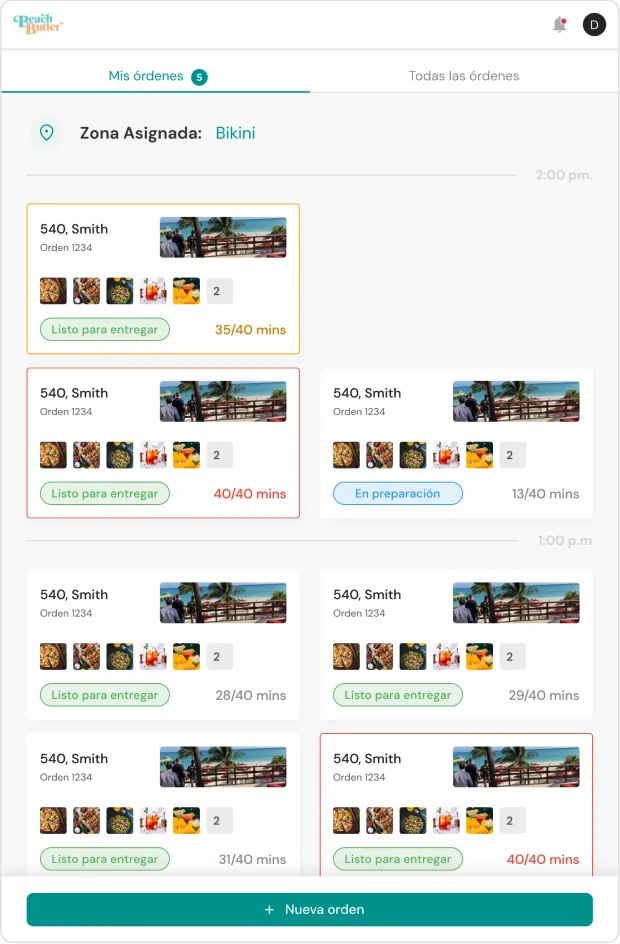 Beach
Butler
D
Mis órdenes 5
Todas las órdenes
Zona Asignada: Bikini
2:00 pm.
540, Smith
Orden 1234
2
Listo para entregar
35/40 mins
540, Smith
Orden 1234
2
Listo para entregar
40/40 mins
540, Smith
Orden 1234
2
En preparación
13/40 mins
1:00 p.m
540, Smith
Orden 1234
2
Listo para entregar
28/40 mins
540, Smith
Orden 1234
2
Listo para entregar
29/40 mins
540, Smith
Orden 1234
2
Listo para entregar
31/40 mins
540, Smith
Orden 1234
2
Listo para entregar
40/40 mins
+ Nueva orden